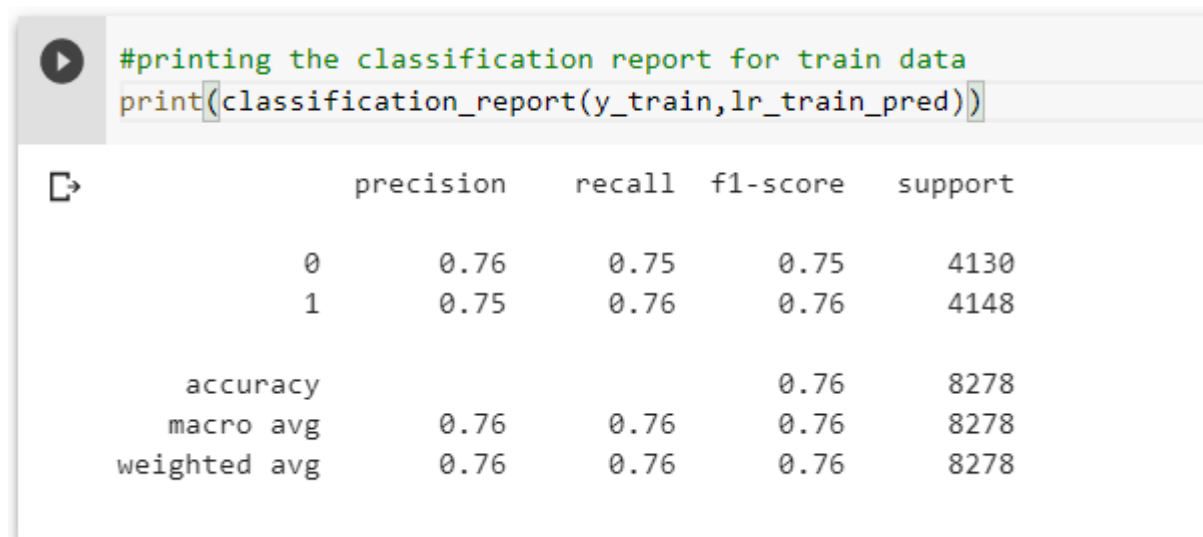 #printing the classification report for train data
print(classification_report(y_train,lr_train_pred))
precision recall f1-score support
0 0.76 0.75 0.75 4130
1 0.75 0.76 0.76 4148
accuracy 0.76 8278
macro avg 0.76 0.76 0.76 8278
weighted avg 0.76 0.76 0.76 8278